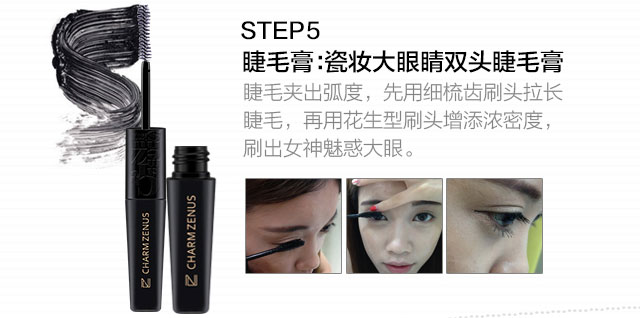 STEP5
睫毛膏:瓷妆大眼睛双头睫毛膏
睫毛夹出弧度，先用细梳齿刷头拉长
睫毛，再用花生型刷头增添浓密度，
刷出女神魅惑大眼。
CHARMZENUS
CHARMZENUS